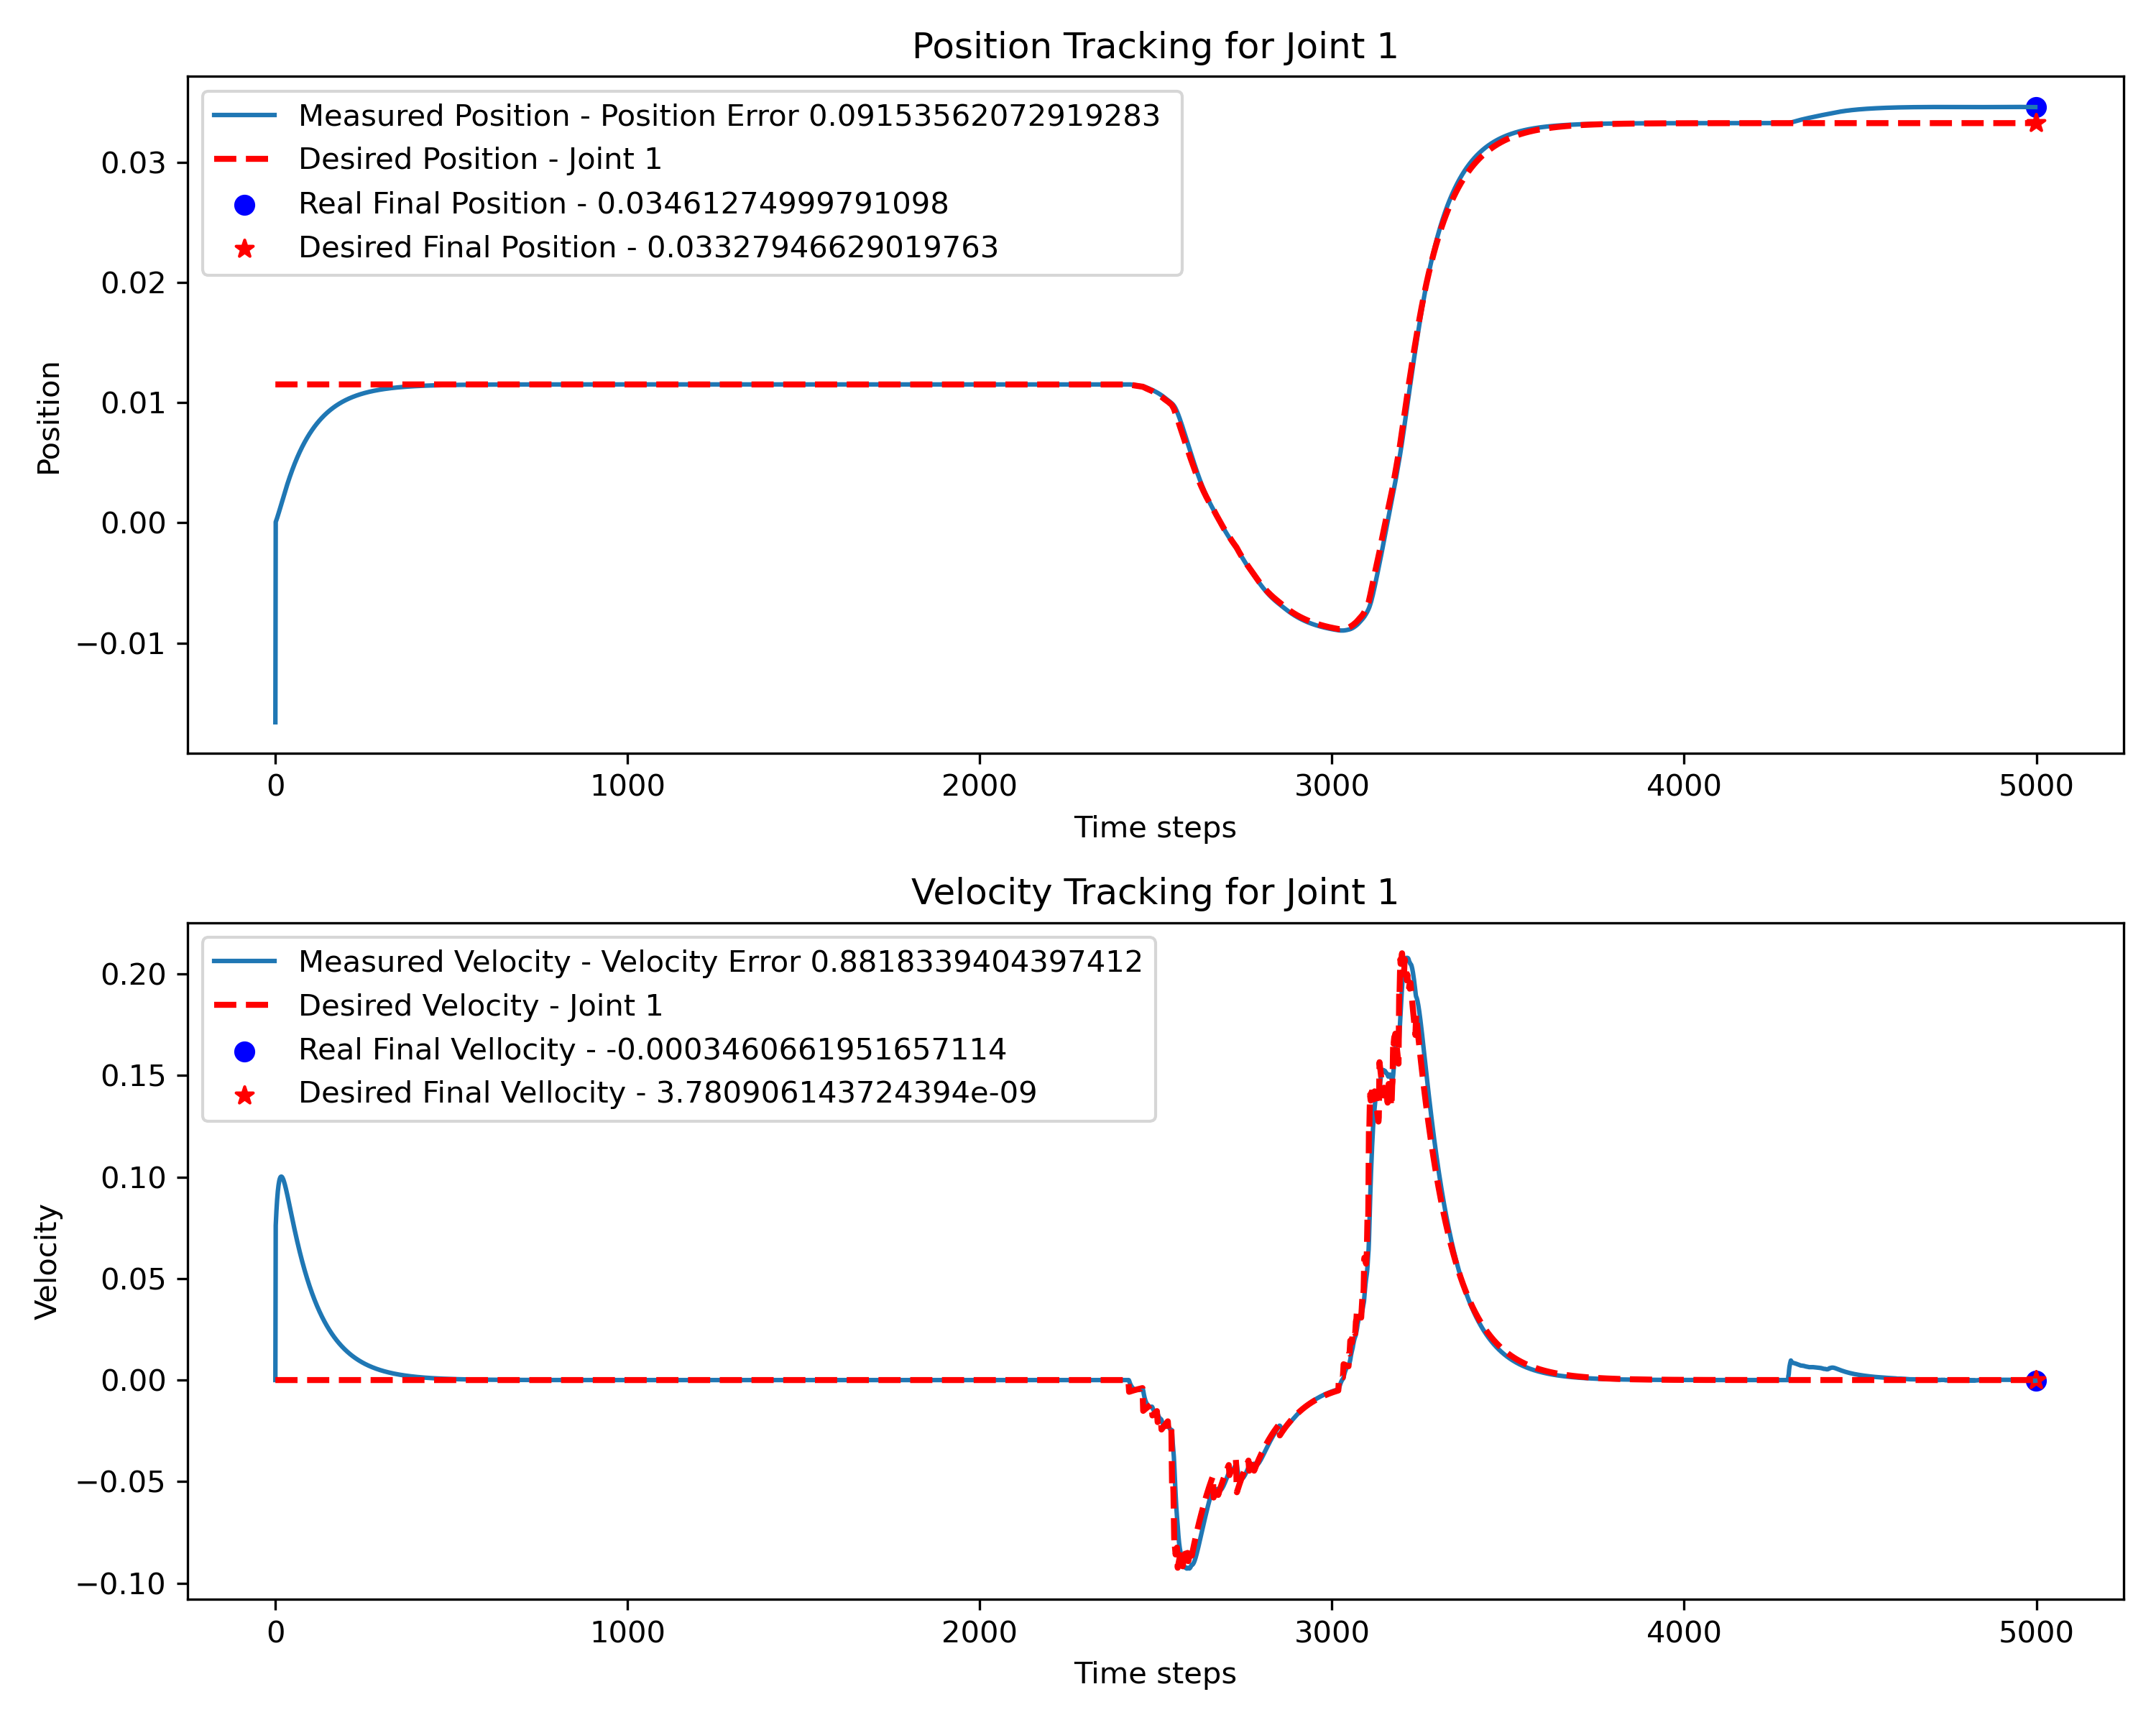 Position Tracking for Joint 1
Measured Position - Position Error 0.09153562072919283
Desired Position - Joint 1
Real Final Position - 0.03461274999791098
Desired Final Position - 0.03327946629019763
0.03
0.02
0.01
0.00
−0.01
Position
0 1000 2000 3000 4000 5000
Time steps
Velocity Tracking for Joint 1
Measured Velocity - Velocity Error 0.8818339404397412
Desired Velocity - Joint 1
Real Final Vellocity - -0.0003460661951657114
Desired Final Vellocity - 3.780906143724394e-09
0.20
0.15
0.10
0.05
0.00
−0.05
−0.10
Velocity
0 1000 2000 3000 4000 5000
Time steps